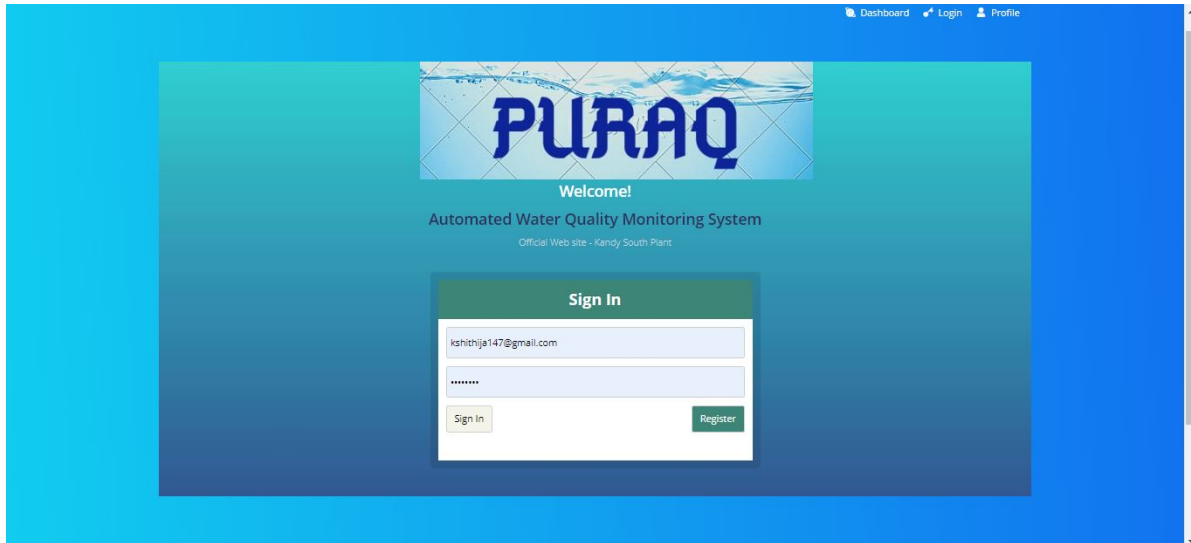 Dashboard Login Profile
PURAQ
Welcome!
Automated Water Quality Monitoring System
Official Web site - Kandy South Plant
Sign In
kshithija147@gmail.com
••••••••
Sign In Register